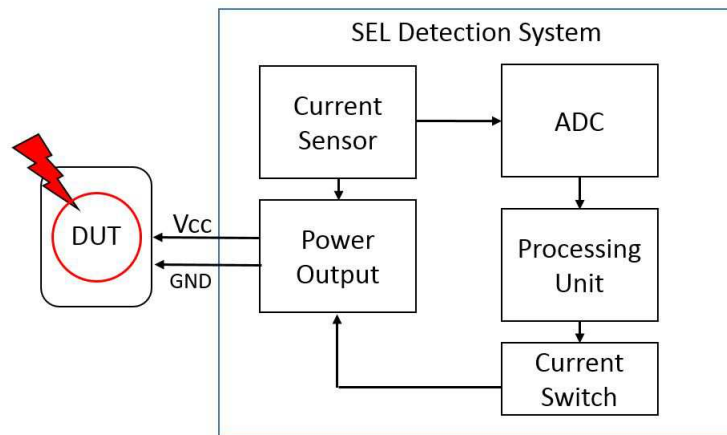 SEL Detection System
Current
Sensor
ADC
DUT
Vcc
GND
Power
Output
Processing
Unit
Current
Switch